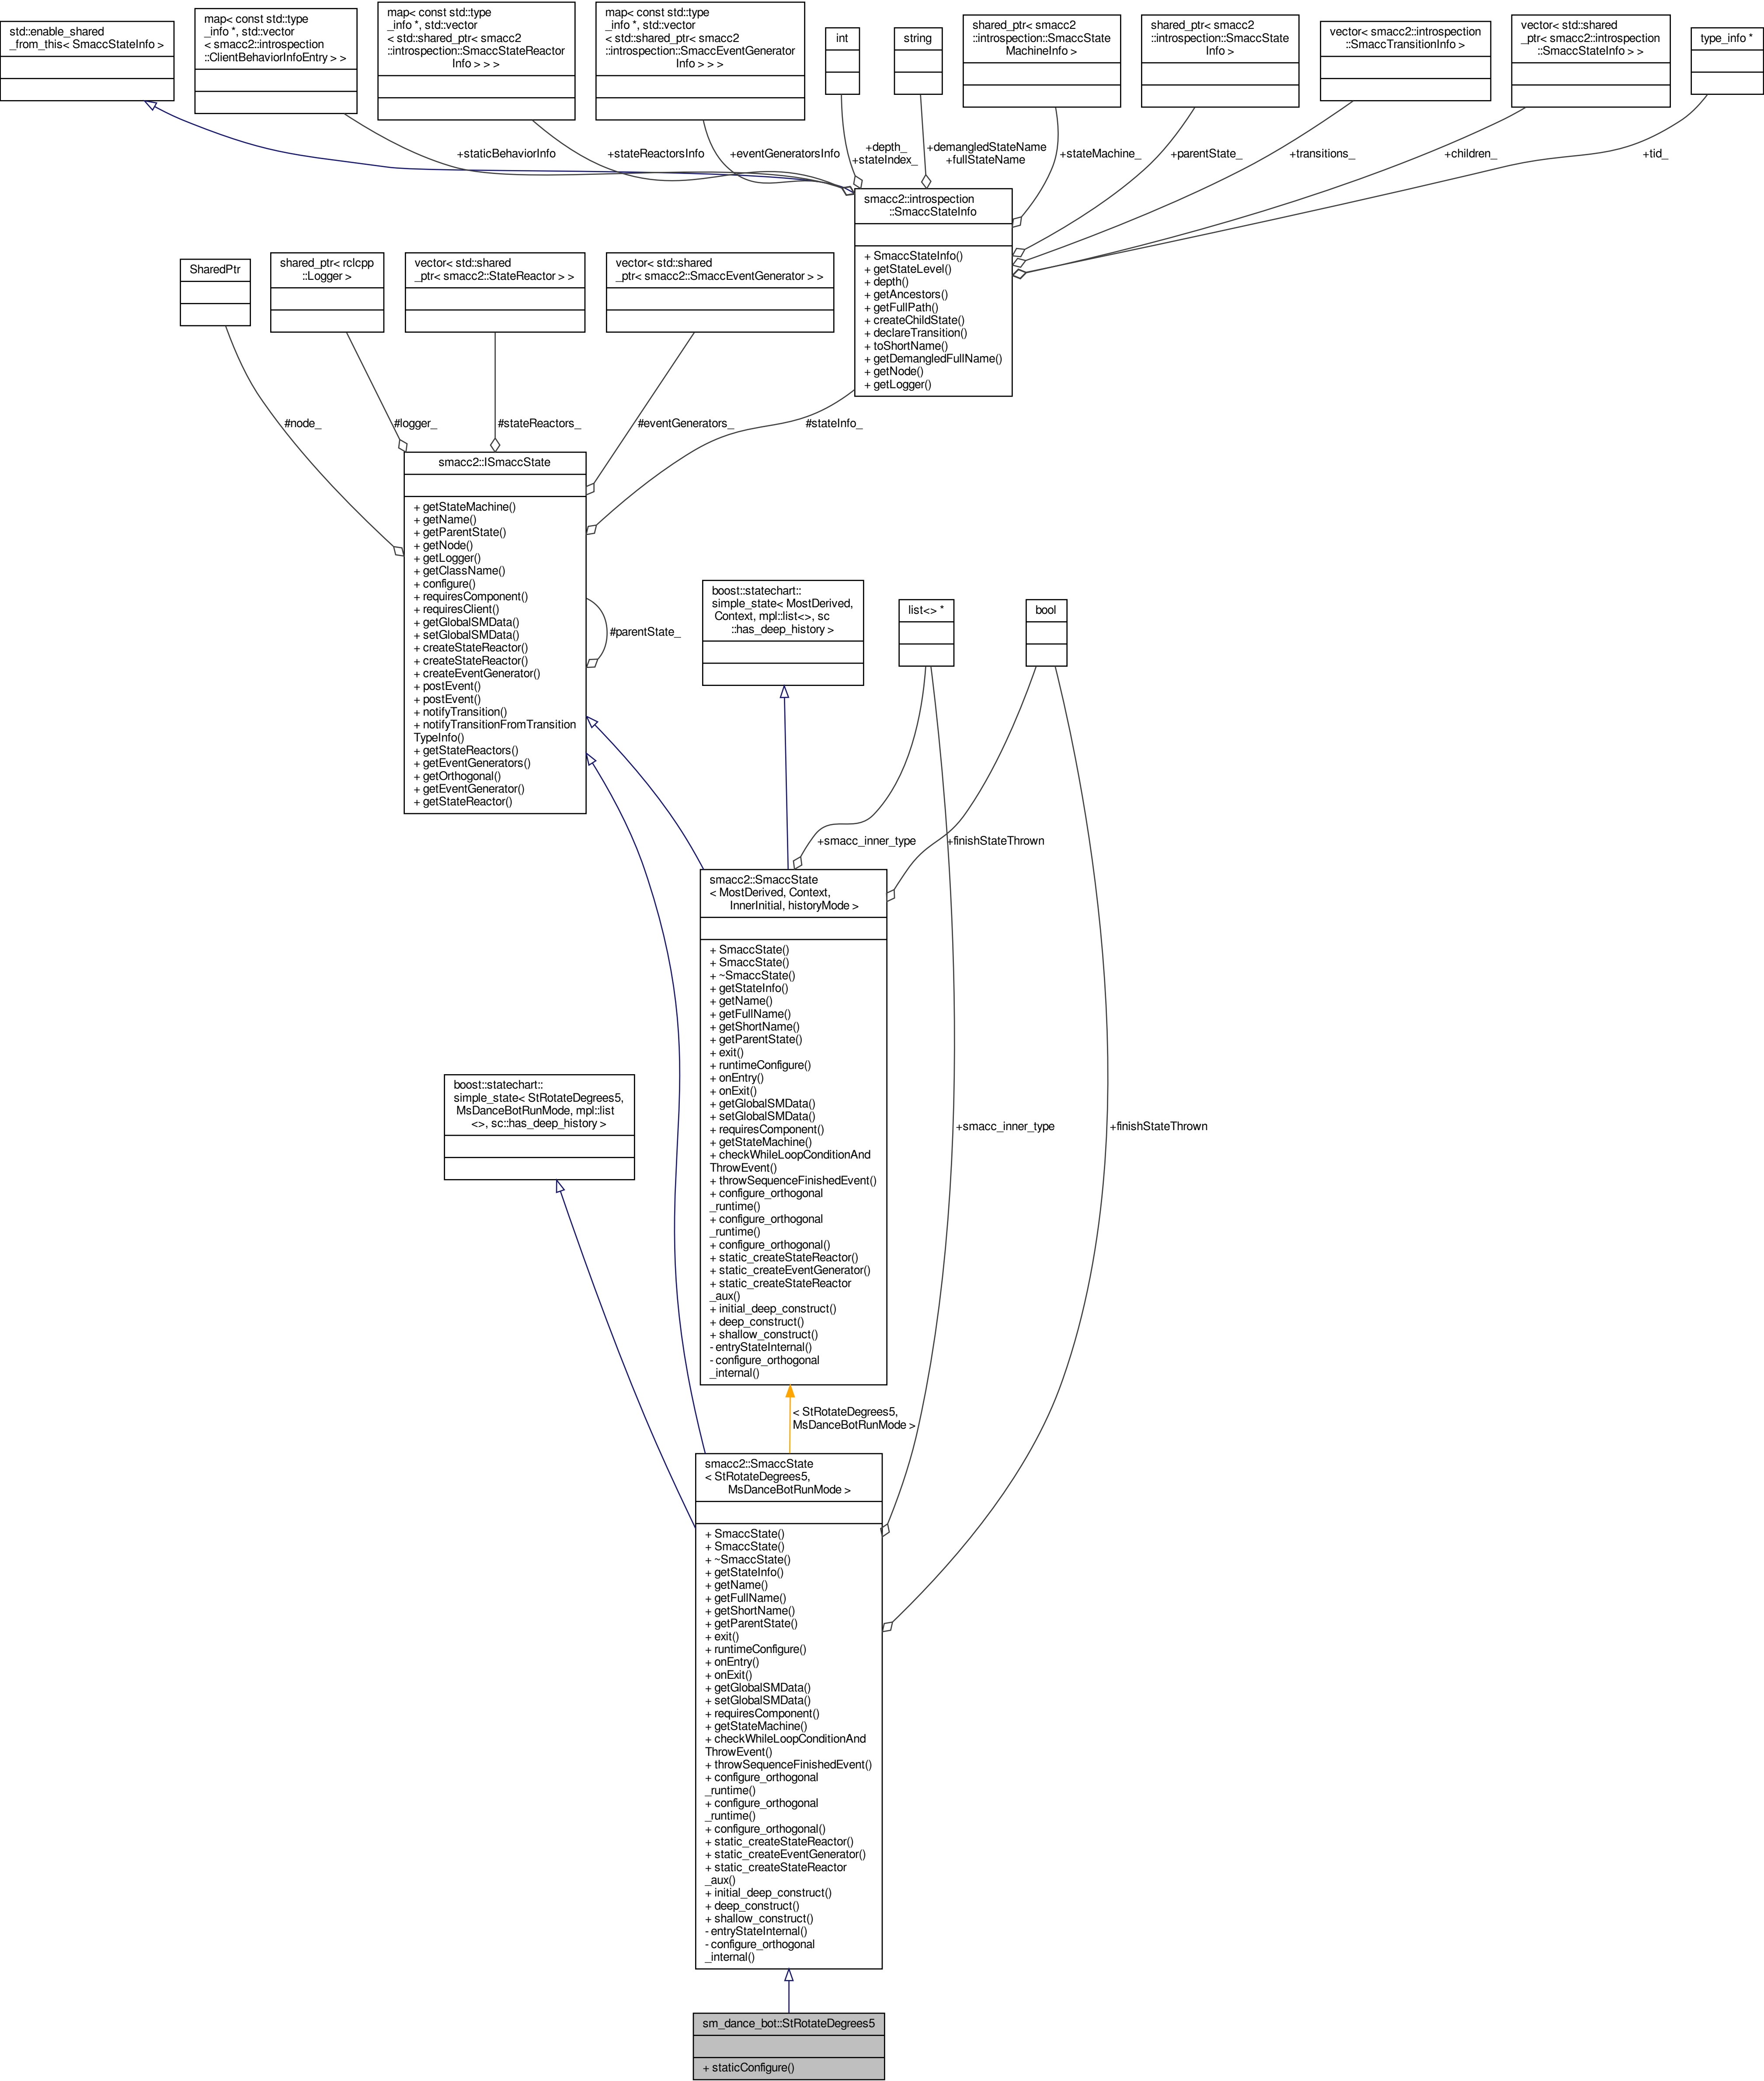 std::enable_shared
_from_this< SmaccStateInfo >
map< const std::type
_info *, std::vector
< smacc2::introspection
::ClientBehaviorInfoEntry > >
map< const std::type
_info *, std::vector
< std::shared_ptr< smacc2
::introspection::SmaccStateReactor
Info > > >
map< const std::type
_info *, std::vector
< std::shared_ptr< smacc2
::introspection::SmaccEventGenerator
Info > > >
int
string
shared_ptr< smacc2
::introspection::SmaccState
MachineInfo >
shared_ptr< smacc2
::introspection::SmaccState
Info >
vector< smacc2::introspection
::SmaccTransitionInfo >
vector< std::shared
_ptr< smacc2::introspection
::SmaccStateInfo > >
type_info *
+staticBehaviorInfo
+stateReactorsInfo
+eventGeneratorsInfo
+depth_
+stateIndex_
+demangledStateName
+fullStateName
+stateMachine_
+parentState_
+transitions_
+children_
+tid_
smacc2::introspection
::SmaccStateInfo
+ SmaccStateInfo()
+ getStateLevel()
+ depth()
+ getAncestors()
+ getFullPath()
+ createChildState()
+ declareTransition()
+ toShortName()
+ getDemangledFullName()
+ getNode()
+ getLogger()
SharedPtr
shared_ptr< rclcpp
::Logger >
vector< std::shared
_ptr< smacc2::StateReactor > >
vector< std::shared
_ptr< smacc2::SmaccEventGenerator > >
#node_
#logger_
#stateReactors_
#eventGenerators_
#stateInfo_
smacc2::ISmaccState
+ getStateMachine()
+ getName()
+ getParentState()
+ getNode()
+ getLogger()
+ getClassName()
+ configure()
+ requiresComponent()
+ requiresClient()
+ getGlobalSMData()
+ setGlobalSMData()
+ createStateReactor()
+ createStateReactor()
+ createEventGenerator()
+ postEvent()
+ postEvent()
+ notifyTransition()
+ notifyTransitionFromTransition
TypeInfo()
+ getStateReactors()
+ getEventGenerators()
+ getOrthogonal()
+ getEventGenerator()
+ getStateReactor()
#parentState_
boost::statechart::
simple_state< MostDerived,
Context, mpl::list<>, sc
::has_deep_history >
list<> *
bool
+smacc_inner_type
+finishStateThrown
smacc2::SmaccState
< MostDerived, Context,
InnerInitial, historyMode >
+ SmaccState()
+ SmaccState()
+ ~SmaccState()
+ getStateInfo()
+ getName()
+ getFullName()
+ getShortName()
+ getParentState()
+ exit()
+ runtimeConfigure()
+ onEntry()
+ onExit()
+ getGlobalSMData()
+ setGlobalSMData()
+ requiresComponent()
+ getStateMachine()
+ checkWhileLoopConditionAnd
ThrowEvent()
+ throwSequenceFinishedEvent()
+ configure_orthogonal
_runtime()
+ configure_orthogonal
_runtime()
+ configure_orthogonal()
+ static_createStateReactor()
+ static_createEventGenerator()
+ static_createStateReactor
_aux()
+ initial_deep_construct()
+ deep_construct()
+ shallow_construct()
- entryStateInternal()
- configure_orthogonal
_internal()
boost::statechart::
simple_state< StRotateDegrees5,
MsDanceBotRunMode, mpl::list
<>, sc::has_deep_history >
+smacc_inner_type
+finishStateThrown
< StRotateDegrees5,
MsDanceBotRunMode >
smacc2::SmaccState
< StRotateDegrees5,
MsDanceBotRunMode >
+ SmaccState()
+ SmaccState()
+ ~SmaccState()
+ getStateInfo()
+ getName()
+ getFullName()
+ getShortName()
+ getParentState()
+ exit()
+ runtimeConfigure()
+ onEntry()
+ onExit()
+ getGlobalSMData()
+ setGlobalSMData()
+ requiresComponent()
+ getStateMachine()
+ checkWhileLoopConditionAnd
ThrowEvent()
+ throwSequenceFinishedEvent()
+ configure_orthogonal
_runtime()
+ configure_orthogonal
_runtime()
+ configure_orthogonal()
+ static_createStateReactor()
+ static_createEventGenerator()
+ static_createStateReactor
_aux()
+ initial_deep_construct()
+ deep_construct()
+ shallow_construct()
- entryStateInternal()
- configure_orthogonal
_internal()
sm_dance_bot::StRotateDegrees5
+ staticConfigure()